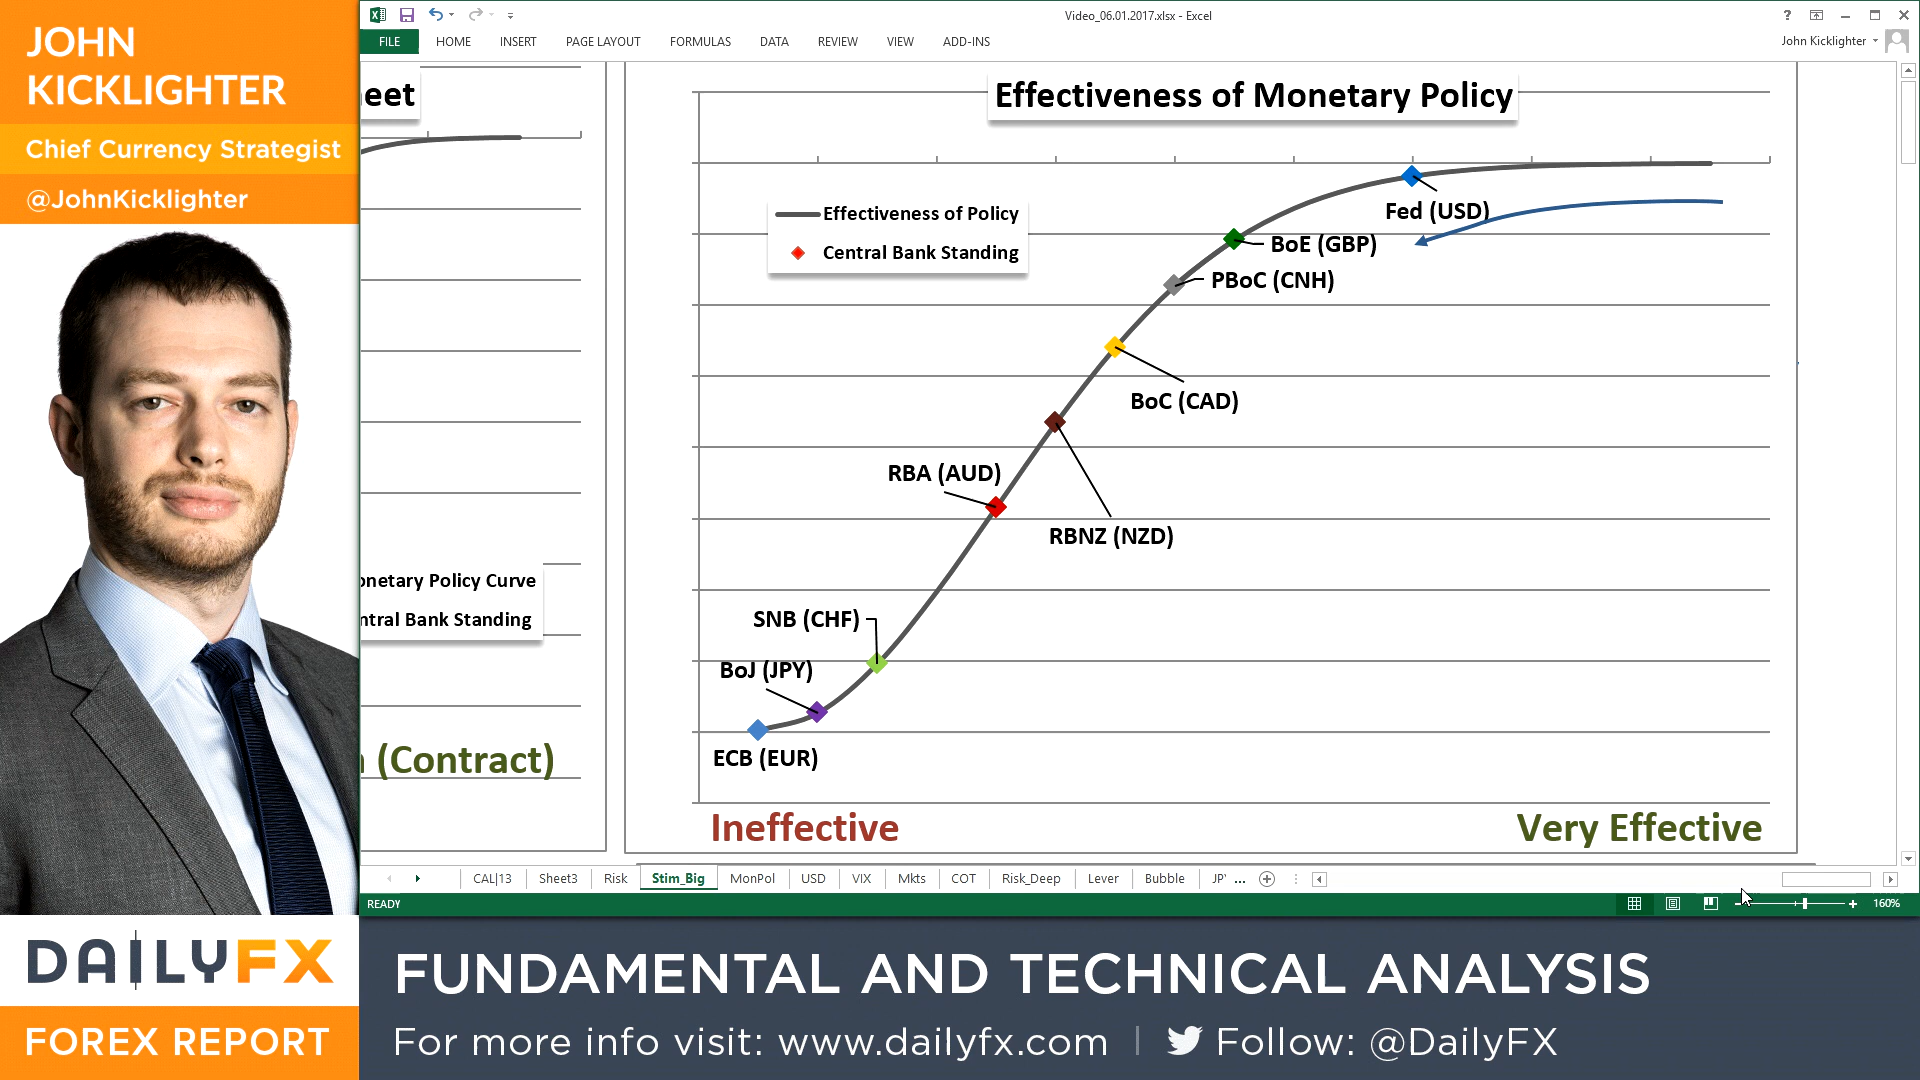 JOHN
KICKLIGHTER
Chief Currency Strategist
@JohnKicklighter
Video_06.01.2017.xlsx - Excel
?
FILE HOME INSERT PAGE LAYOUT FORMULAS DATA REVIEW VIEW ADD-INS
John Kicklighter
eet
Effectiveness of Monetary Policy
Effectiveness of Policy
Central Bank Standing
Fed (USD)
BoE (GBP)
PBoC (CNH)
BoC (CAD)
RBA (AUD)
RBNZ (NZD)
onetary Policy Curve
ntral Bank Standing
SNB (CHF)
BoJ (JPY)
ECB (EUR)
(Contract)
Ineffective
Very Effective
CAL|13 Sheet3 Risk Stim_Big MonPol USD VIX Mkts COT Risk_Deep Lever Bubble JP' ...
READY
160%
DAILYFX
FOREX REPORT
FUNDAMENTAL AND TECHNICAL ANALYSIS
For more info visit: www.dailyfx.com | Follow: @DailyFX